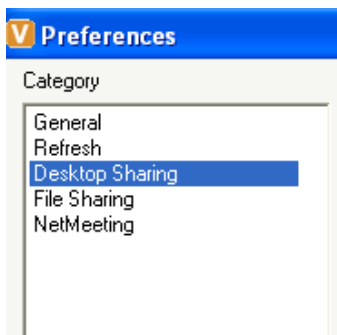 V Preferences
Category
General
Refresh
Desktop Sharing
File Sharing
NetMeeting